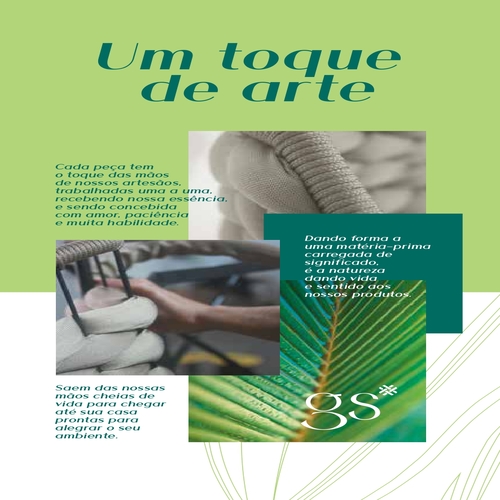 Um toque
de arte
Cada peça tem
o toque das mãos
de nossos artesãos,
trabalhadas uma a uma,
recebendo nossa essência,
e sendo concebida
com amor, paciência
e muita habilidade.
Dando forma a
uma matéria-prima
carregada de
significado,
é a natureza
dando vida
e sentido aos
nossos produtos.
Saem das nossas
mãos cheias de
vida para chegar
até sua casa
prontas para
alegrar o seu
ambiente.
gs